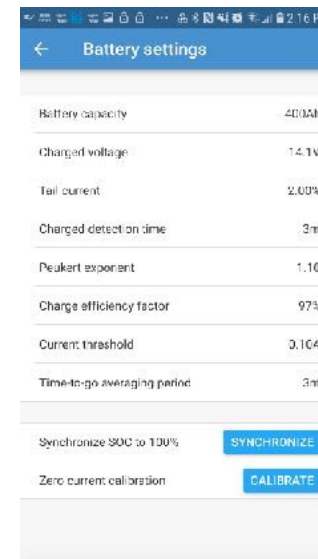 2:16 P
Battery settings
Battery capacity 400Ah
Charged voltage 14.1V
Tail current 2.00%
Charged detection time 3m
Peukert exponent 1.10
Charge efficiency factor 97%
Current threshold 0.10A
Time-to-go averaging period 3m
Synchronize SOC to 100% SYNCHRONIZE
Zero current calibration CALIBRATE